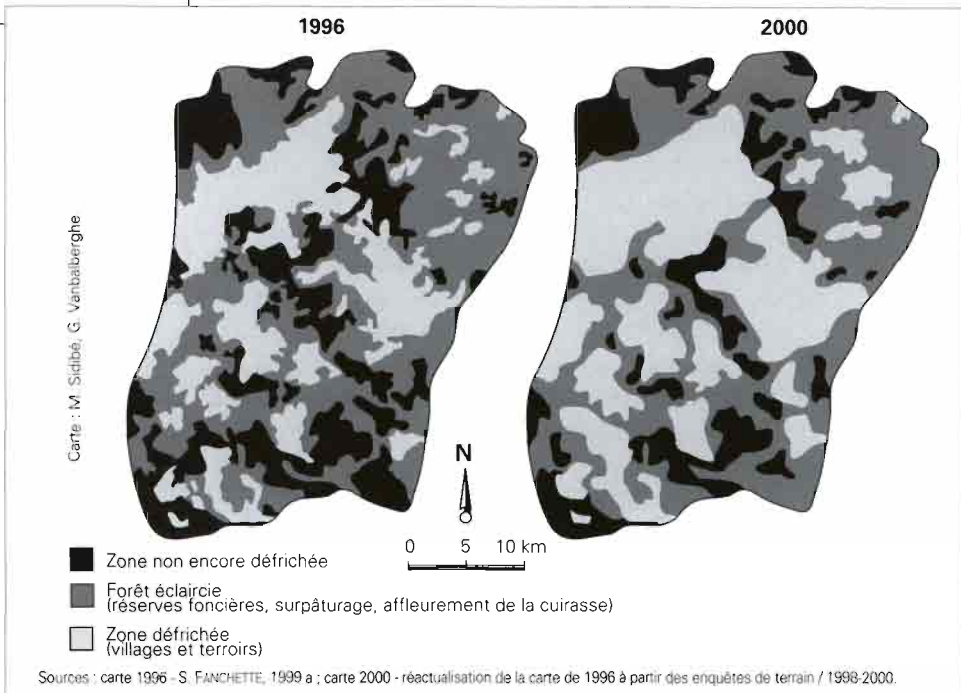 1996
2000
Carte : M. Sidibé, G. Vanbalberghe
N
0 5 10 km
Zone non encore défrichée
Forêt éclaircie
(réserves foncières, surpâturage, affleurement de la cuirasse)
Zone défrichée
(villages et terroirs)
Sources : carte 1996 - S. FANCHETTE, 1999 a ; carte 2000 - réactualisation de la carte de 1996 à partir des enquêtes de terrain / 1998-2000.